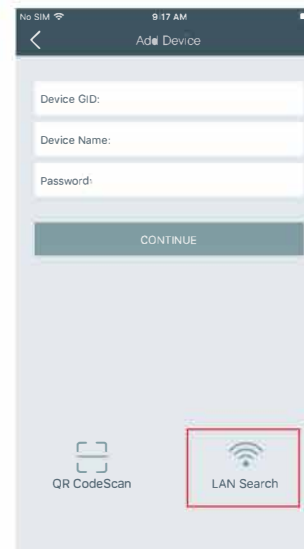 No SIM 9:17 AM
Add Device
Device GID:
Device Name:
Password:
CONTINUE
QR CodeScan LAN Search